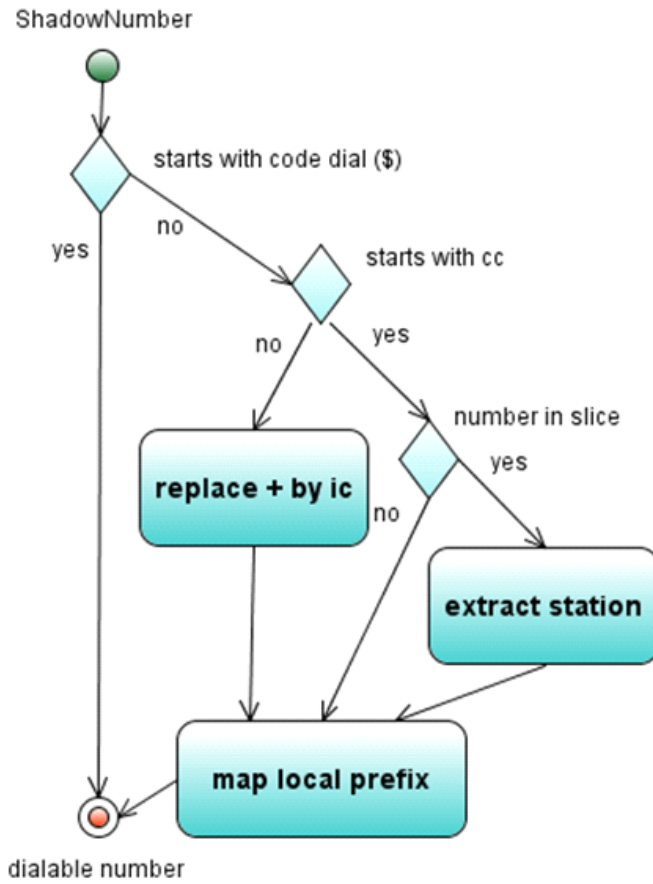 ShadowNumber
starts with code dial ($)
yes
no
starts with cc
no
yes
number in slice
yes
replace + by ic
no
extract station
map local prefix
dialable number